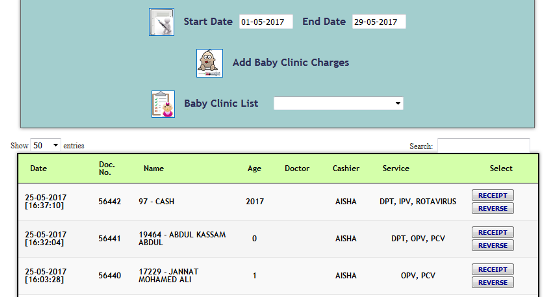 Start Date 01-05-2017 End Date 29-05-2017
Add Baby Clinic Charges
Baby Clinic List
Show 50 entries Search:
Date Doc. No. Name Age Doctor Cashier Service Select
25-05-2017 [16:37:10] 56442 97 - CASH 2017 AISHA DPT, IPV, ROTAVIRUS RECEIPT REVERSE
25-05-2017 [16:32:04] 56441 19464 - ABDUL KASSAM ABDUL 0 AISHA DPT, OPV, PCV RECEIPT REVERSE
25-05-2017 [16:03:28] 56440 17229 - JANNAT MOHAMED ALI 1 AISHA OPV, PCV RECEIPT REVERSE